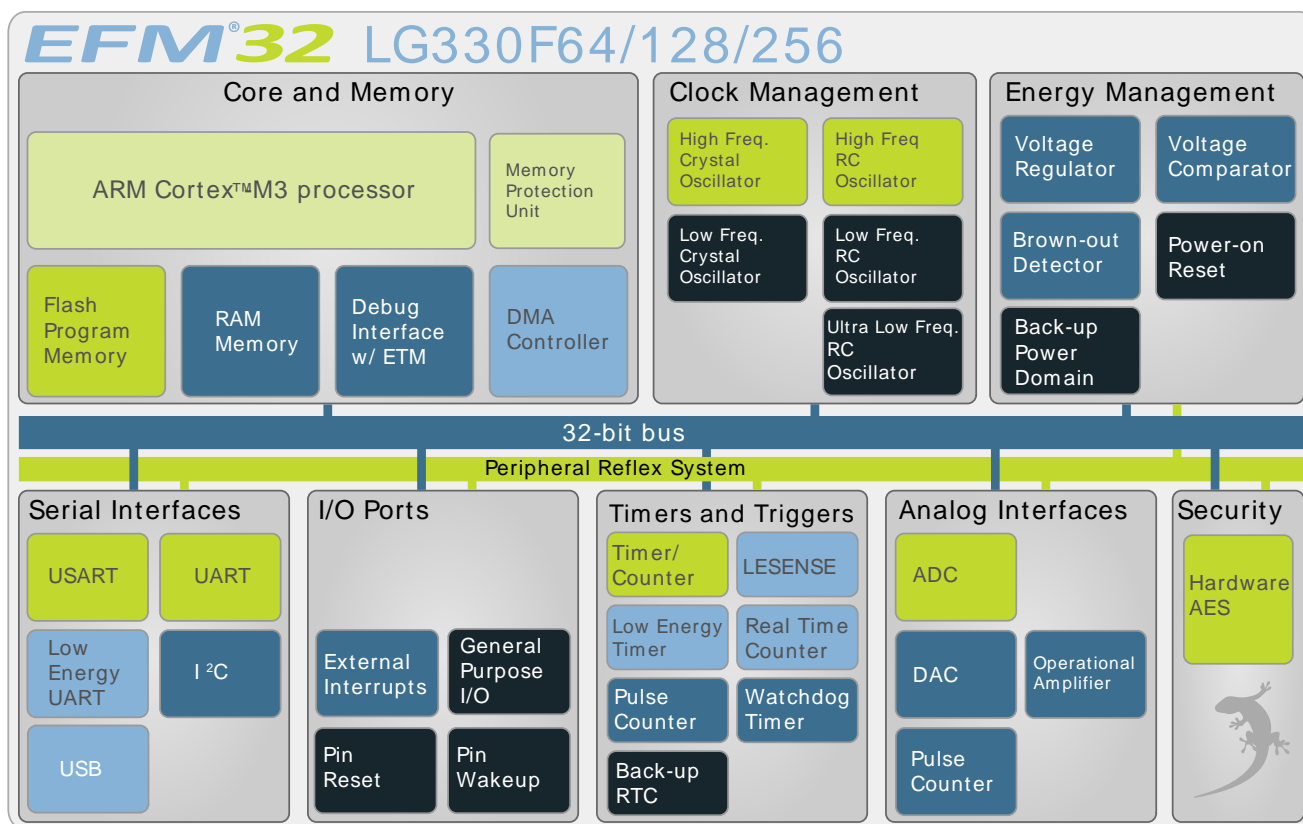 EFM®32 LG330F64/128/256
Core and Memory
ARM Cortex™M3 processor
Memory
Protection
Unit
Flash
Program
Memory
RAM
Memory
Debug
Interface
w/ ETM
DMA
Controller
Clock Management
High Freq.
Crystal
Oscillator
High Freq
RC
Oscillator
Low Freq.
Crystal
Oscillator
Low Freq.
RC
Oscillator
Ultra Low Freq.
RC
Oscillator
Energy Management
Voltage
Regulator
Voltage
Comparator
Brown-out
Detector
Power-on
Reset
Back-up
Power
Domain
32-bit bus
Peripheral Reflex System
Serial Interfaces
USART
UART
Low
Energy
UART
I²C
USB
I/O Ports
External
Interrupts
General
Purpose
I/O
Pin
Reset
Pin
Wakeup
Timers and Triggers
Timer/
Counter
LESENSE
Low Energy
Timer
Real Time
Counter
Pulse
Counter
Watchdog
Timer
Back-up
RTC
Analog Interfaces
ADC
DAC
Operational
Amplifier
Pulse
Counter
Security
Hardware
AES